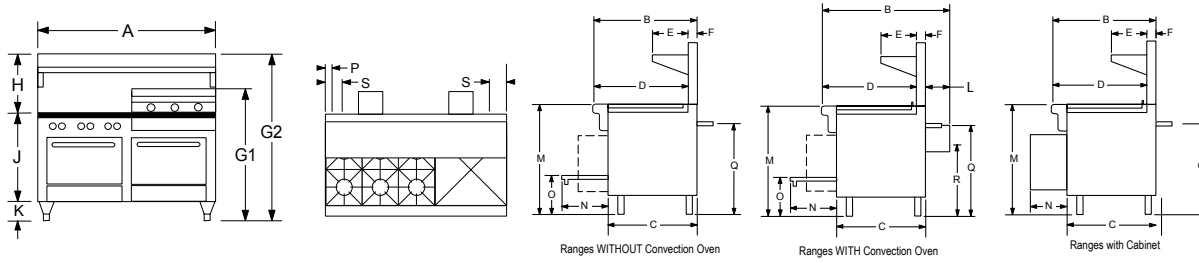 A
H
J
K
G1
G2
P
S
S
B
E
F
D
M
O
N
Q
C
Ranges WITHOUT Convection Oven
B
E
F
D
L
M
O
N
R
Q
C
Ranges WITH Convection Oven
B
E
F
D
M
N
C
Ranges with Cabinet